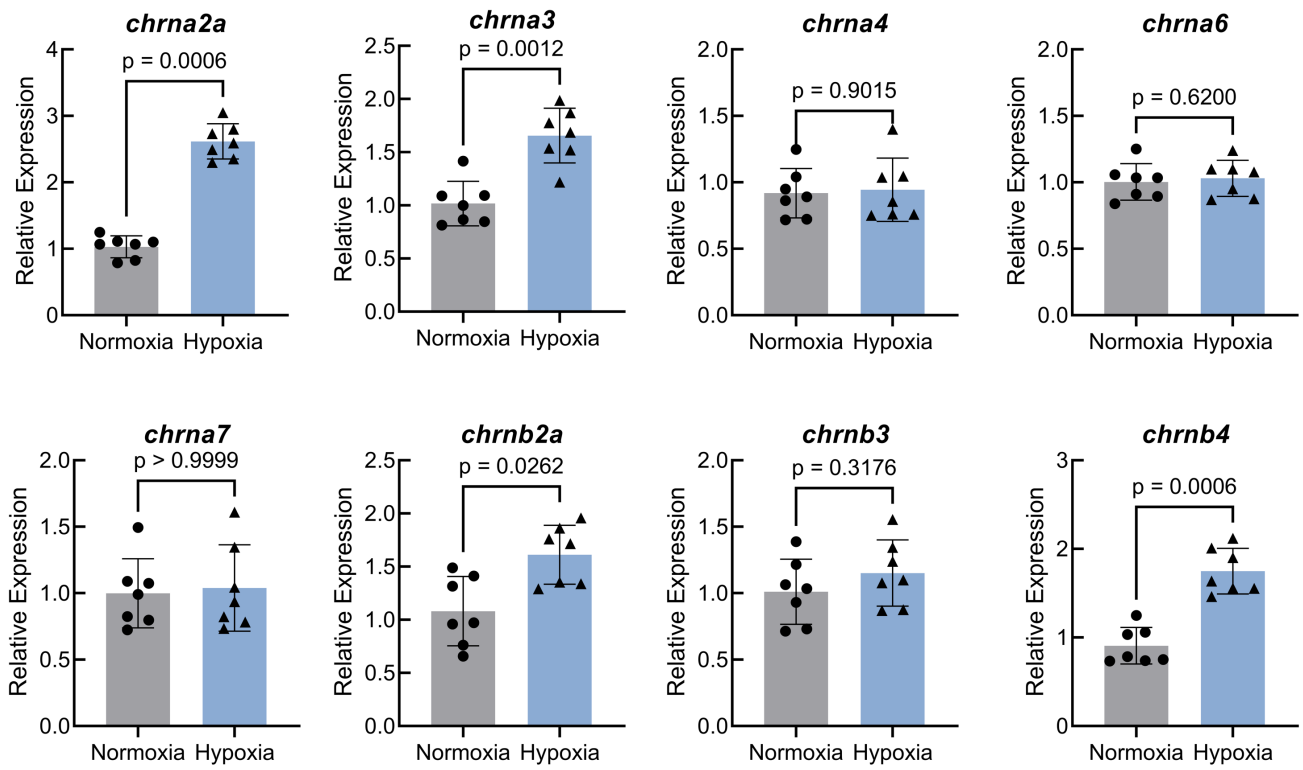 chrna2a
p = 0.0006
Relative Expression
4
3
2
1
0
Normoxia Hypoxia
chrna3
p = 0.0012
Relative Expression
2.5
2.0
1.5
1.0
0.5
0.0
Normoxia Hypoxia
chrna4
p = 0.9015
Relative Expression
2.0
1.5
1.0
0.5
0.0
Normoxia Hypoxia
chrna6
p = 0.6200
Relative Expression
2.0
1.5
1.0
0.5
0.0
Normoxia Hypoxia
chrna7
p > 0.9999
Relative Expression
2.0
1.5
1.0
0.5
0.0
Normoxia Hypoxia
chrnb2a
p = 0.0262
Relative Expression
2.5
2.0
1.5
1.0
0.5
0.0
Normoxia Hypoxia
chrnb3
p = 0.3176
Relative Expression
2.0
1.5
1.0
0.5
0.0
Normoxia Hypoxia
chrnb4
p = 0.0006
Relative Expression
3
2
1
0
Normoxia Hypoxia